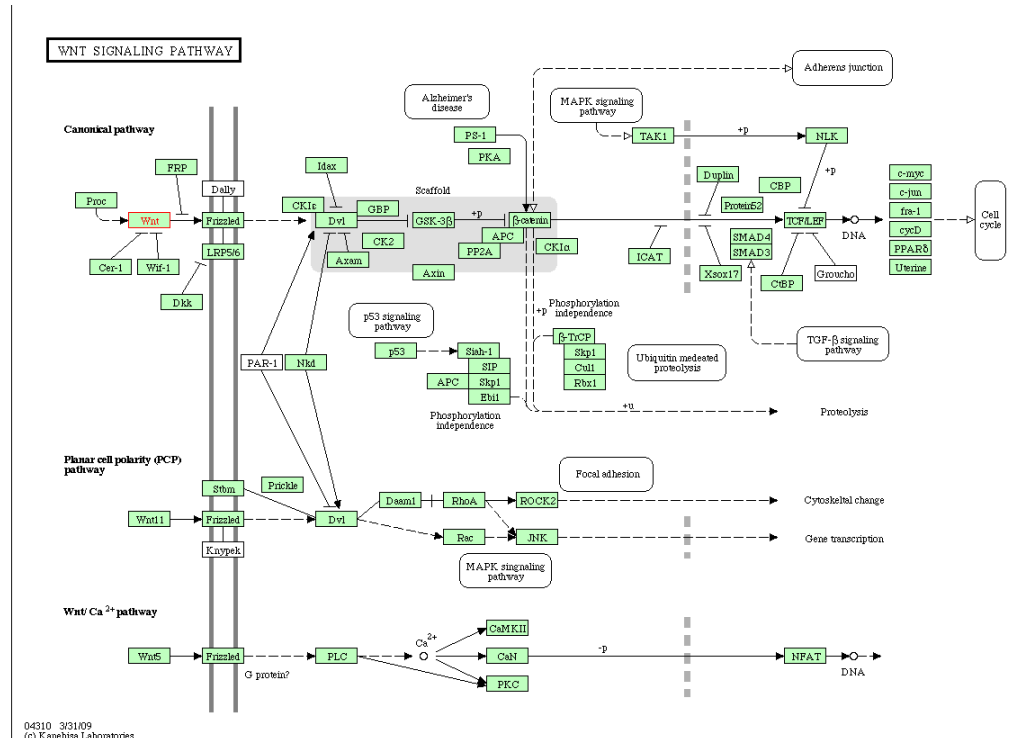 WNT SIGNALING PATHWAY
Adherens junction
Alzheimer's
disease
MAPK signaling
pathway
Canonical pathway
PS-1
TAK1
+p
NLK
PKA
FRP
Idax
Duplin
+p
c-myc
Dally
Scaffold
CBP
c-jun
Proc
CKIε
GBP
Protein52
fra-1
Wnt
Frizzled
Dvl
GSK-3β
+p
β-catenin
TCF/LEF
DNA
cycD
Cell
cycle
APC
SMAD4
CK2
PP2A
CKIα
SMAD3
PPARδ
LRP5/6
Cer-1
Wif-1
Axam
ICAT
Uterine
Axin
Xsox17
CtBP
Groucho
Dkk
p53 signaling
pathway
+p
Phosphorylation
independence
β-TrCP
TGF-β signaling
pathway
p53
Siah-1
Skp1
PAR-1
Nkd
SIP
Cul1
Ubiquitin medeated
proteolysis
APC
Skp1
Rbx1
Ebi1
+u
Proteolysis
Phosphorylation
independence
Planar cell polarity (PCP)
pathway
Focal adhesion
Stbm
Prickle
Daam1
RhoA
ROCK2
Cytoskeltal change
Wnt11
Frizzled
Dvl
Rac
JNK
Gene transcription
Knypek
MAPK singnaling
pathway
Wnt/ Ca 2+ pathway
CaMKII
Ca2+
Wnt5
Frizzled
PLC
CaN
-p
NFAT
DNA
G protein?
PKC
04310 3/31/09
(c) Kanehisa Laboratories